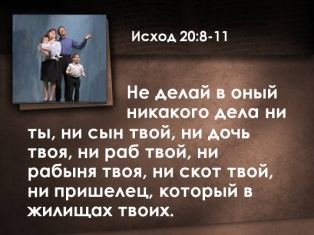 Исход 20:8-11
Не делай в оный
никакого дела ни
ты, ни сын твой, ни дочь
твоя, ни раб твой, ни
рабыня твоя, ни скот твой,
ни пришелец, который в
жилищах твоих.